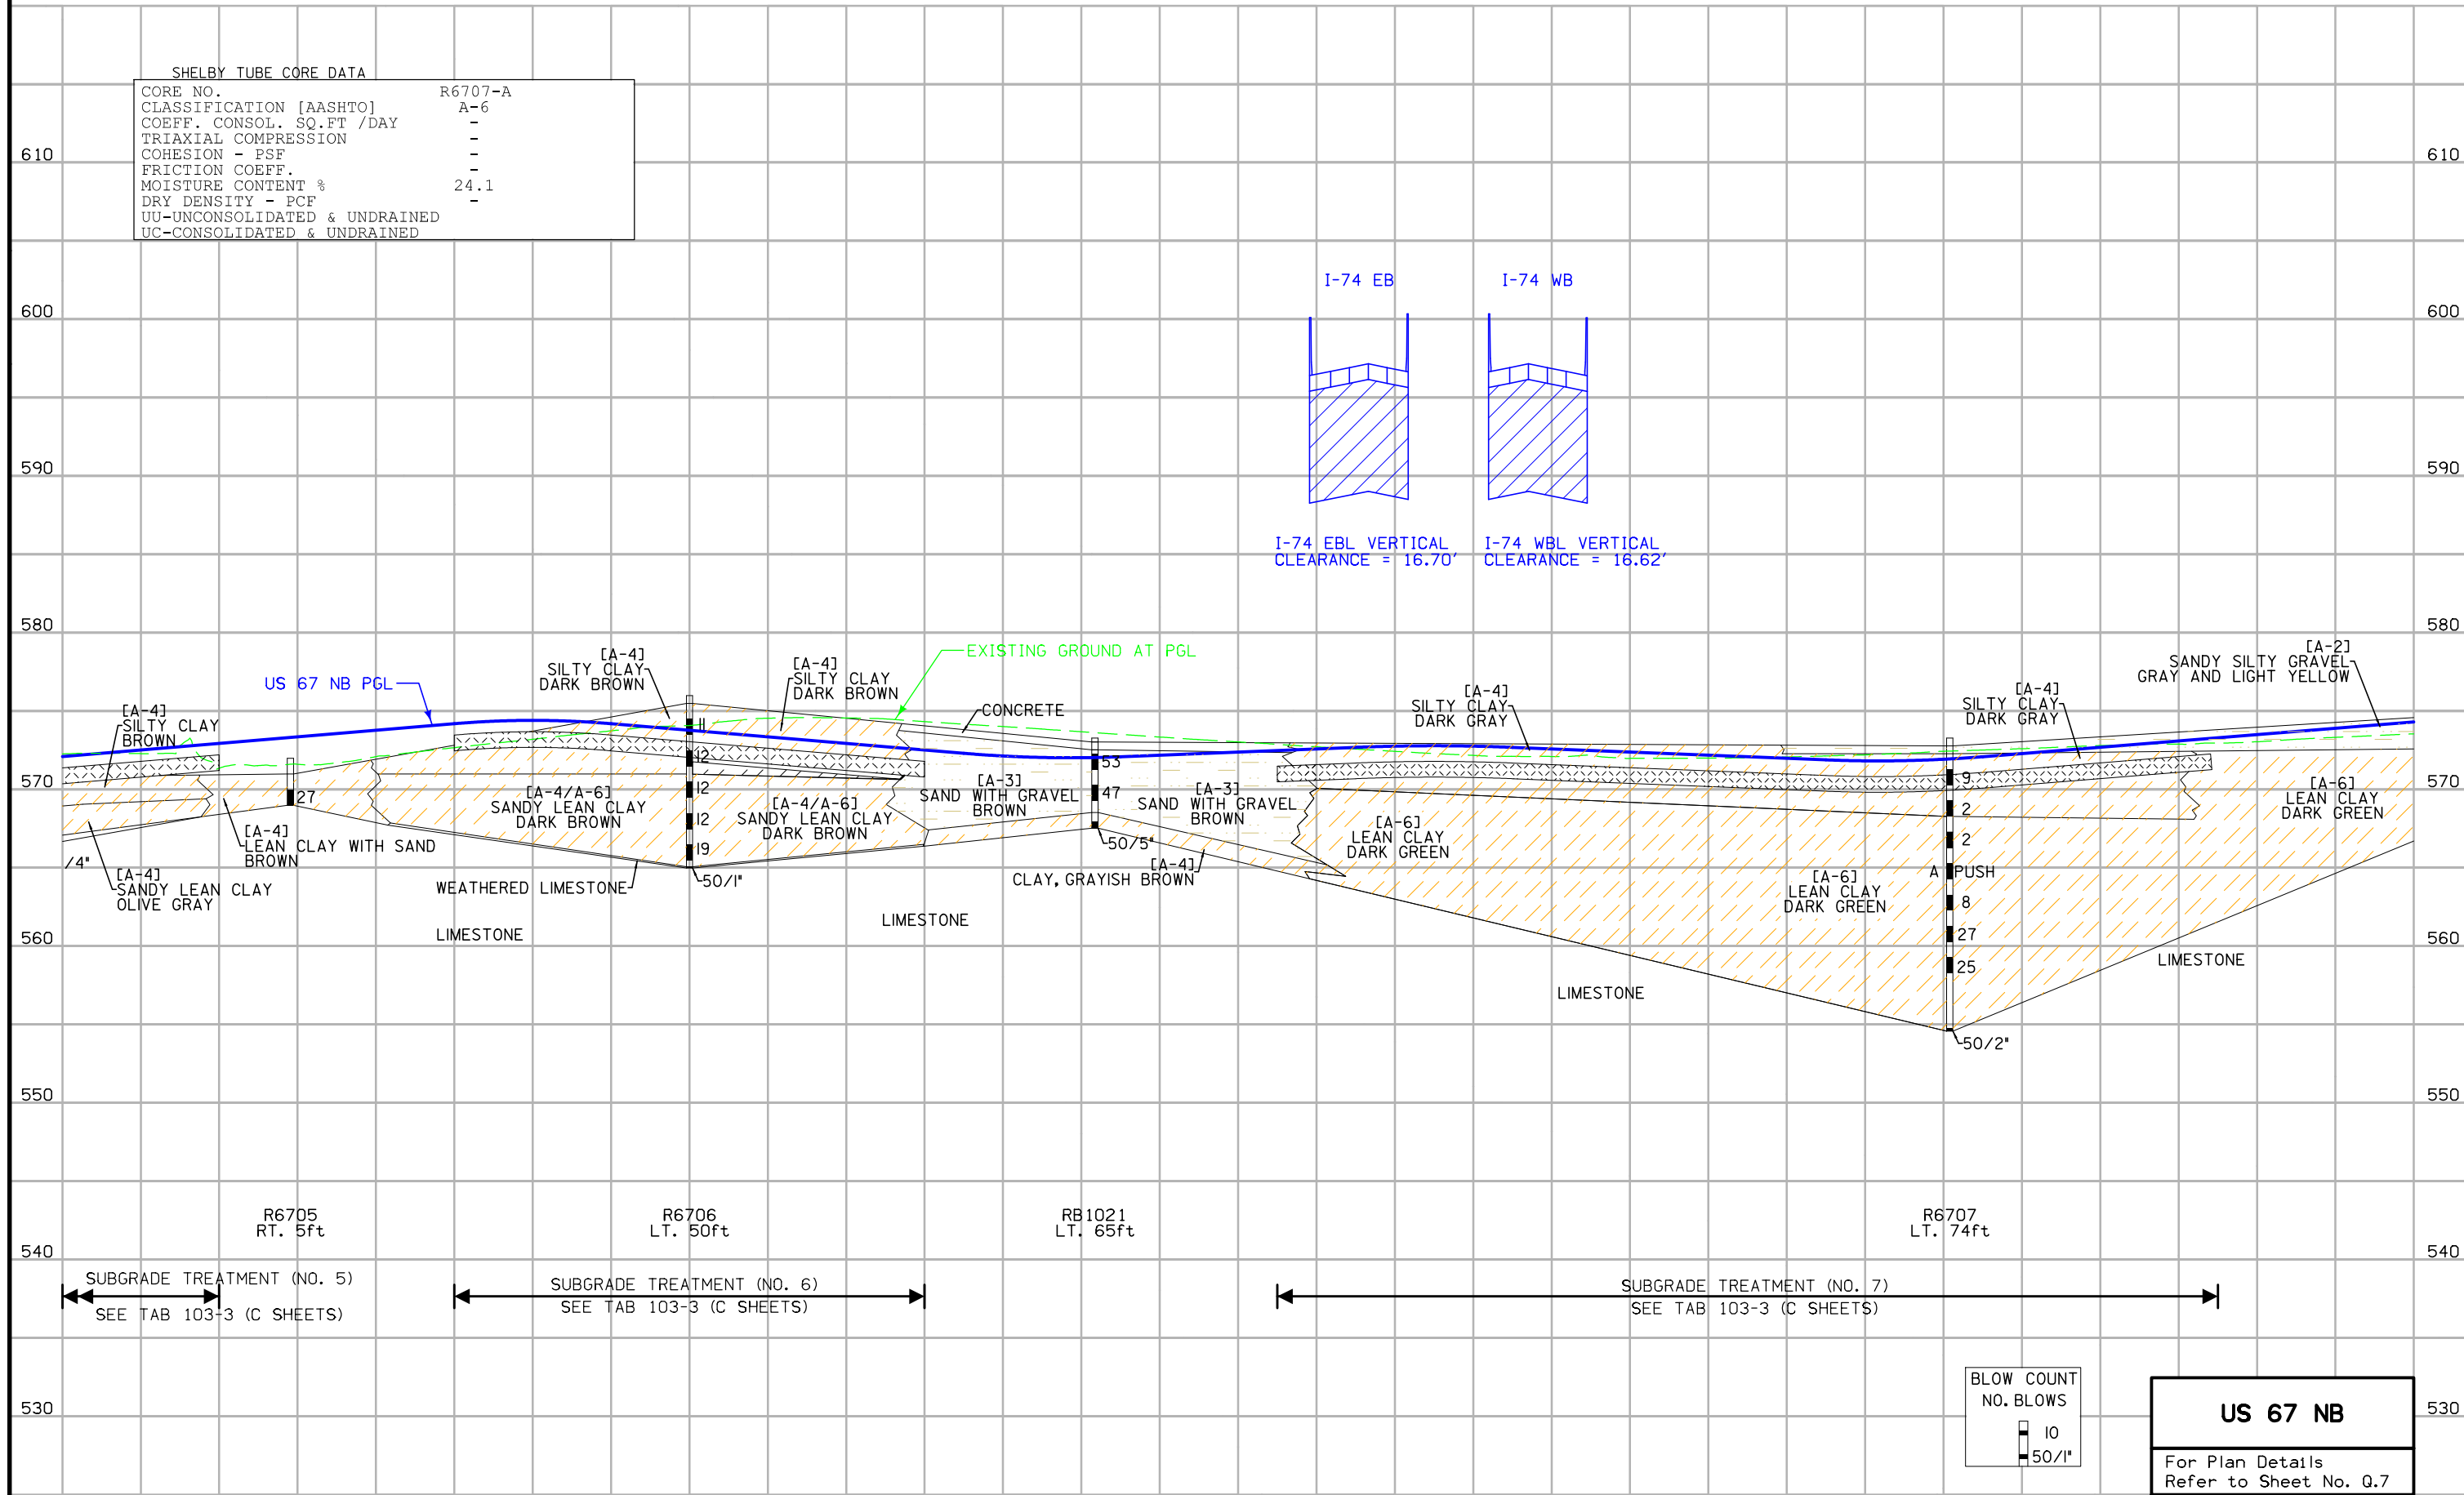 SHELBY TUBE CORE DATA
CORE NO. R6707-A
CLASSIFICATION [AASHTO] A-6
COEFF. CONSOL. SQ.FT /DAY -
TRIAXIAL COMPRESSION -
COHESION - PSF -
FRICTION COEFF. -
MOISTURE CONTENT % 24.1
DRY DENSITY - PCF -
UU-UNCONSOLIDATED & UNDRAINED
UC-CONSOLIDATED & UNDRAINED
610 610
600 600
590 590
580 580
570 570
560 560
550 550
540 540
530 530
I-74 EB
I-74 WB
I-74 EBL VERTICAL
CLEARANCE = 16.70'
I-74 WBL VERTICAL
CLEARANCE = 16.62'
US 67 NB PGL
EXISTING GROUND AT PGL
[A-4]
SILTY CLAY
BROWN
[A-4]
SILTY CLAY
DARK BROWN
[A-4]
SILTY CLAY
DARK BROWN
CONCRETE
[A-4]
SILTY CLAY
DARK GRAY
[A-4]
SILTY CLAY
DARK GRAY
[A-2]
SANDY SILTY GRAVEL
GRAY AND LIGHT YELLOW
/4"
[A-4]
SANDY LEAN CLAY
OLIVE GRAY
[A-4]
LEAN CLAY WITH SAND
BROWN
27
[A-4/A-6]
SANDY LEAN CLAY
DARK BROWN
11
12
12
12
19
50/1"
[A-4/A-6]
SANDY LEAN CLAY
DARK BROWN
WEATHERED LIMESTONE
LIMESTONE
LIMESTONE
[A-3]
SAND WITH GRAVEL
BROWN
53
47
50/5"
[A-3]
SAND WITH GRAVEL
BROWN
[A-4]
CLAY, GRAYISH BROWN
[A-6]
LEAN CLAY
DARK GREEN
[A-6]
LEAN CLAY
DARK GREEN
9
2
2
A PUSH
8
27
25
50/2"
[A-6]
LEAN CLAY
DARK GREEN
LIMESTONE
LIMESTONE
R6705
RT. 5ft
R6706
LT. 50ft
RB1021
LT. 65ft
R6707
LT. 74ft
SUBGRADE TREATMENT (NO. 5)
SEE TAB 103-3 (C SHEETS)
SUBGRADE TREATMENT (NO. 6)
SEE TAB 103-3 (C SHEETS)
SUBGRADE TREATMENT (NO. 7)
SEE TAB 103-3 (C SHEETS)
BLOW COUNT
NO. BLOWS
10
50/1"
US 67 NB
For Plan Details
Refer to Sheet No. Q.7